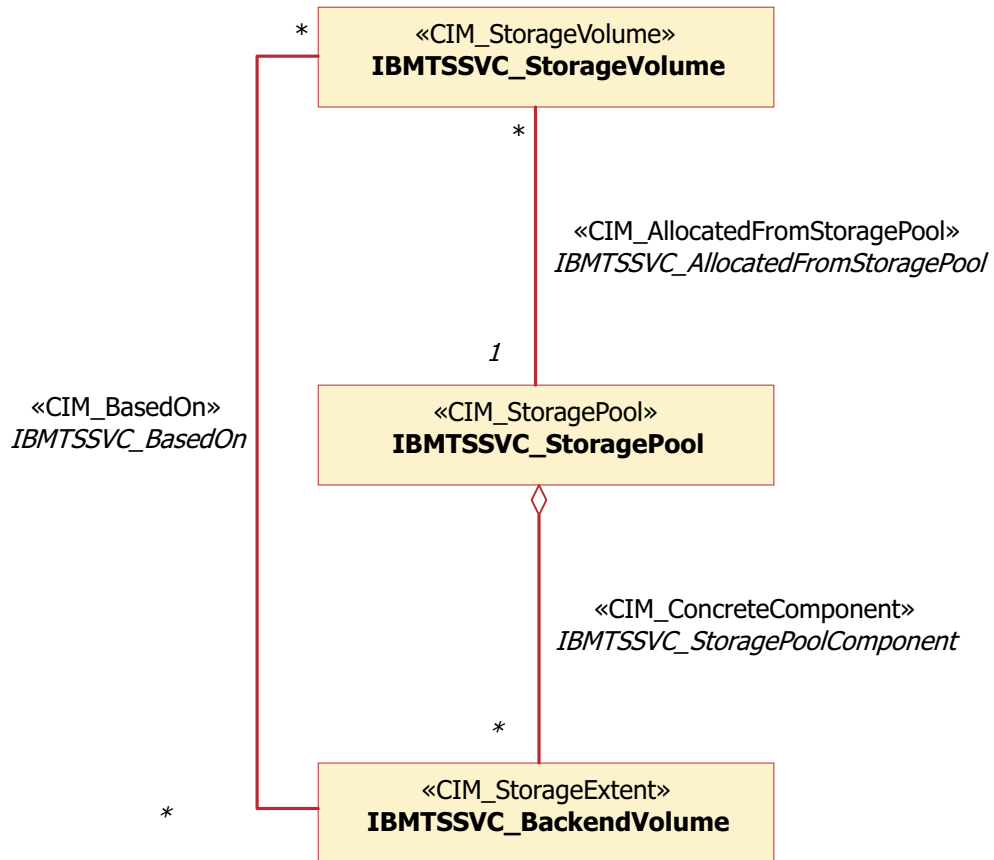 *
«CIM_StorageVolume»
IBMTSSVC_StorageVolume
*
«CIM_AllocatedFromStoragePool»
IBMTSSVC_AllocatedFromStoragePool
1
«CIM_BasedOn»
IBMTSSVC_BasedOn
«CIM_StoragePool»
IBMTSSVC_StoragePool
«CIM_ConcreteComponent»
IBMTSSVC_StoragePoolComponent
*
*
«CIM_StorageExtent»
IBMTSSVC_BackendVolume